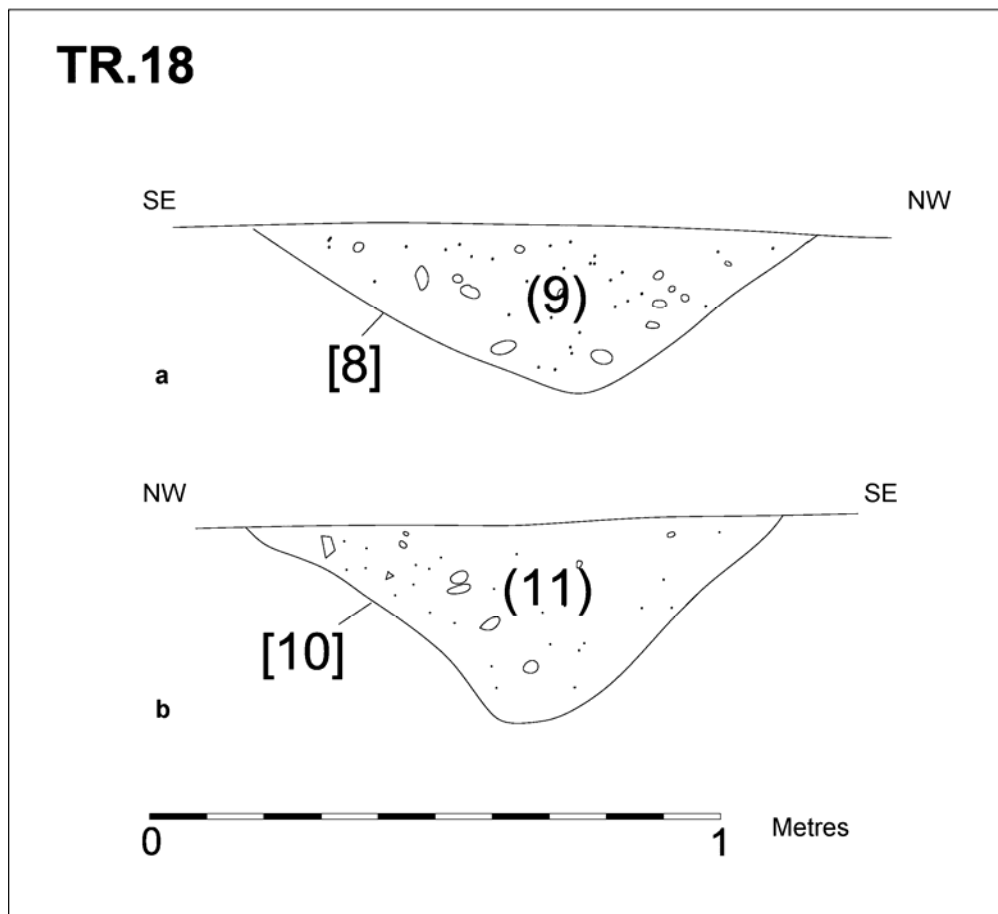 TR.18
SE NW
(9)
[8]
a
NW SE
(11)
[10]
b
0 1 Metres